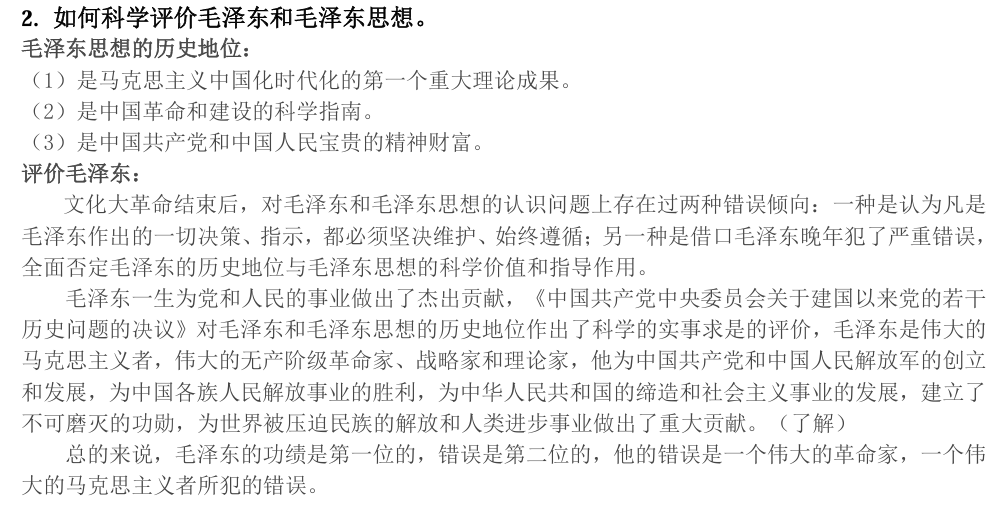 2. 如何科学评价毛泽东和毛泽东思想。
毛泽东思想的历史地位：
（1）是马克思主义中国化时代化的第一个重大理论成果。
（2）是中国革命和建设的科学指南。
（3）是中国共产党和中国人民宝贵的精神财富。
评价毛泽东：
文化大革命结束后，对毛泽东和毛泽东思想的认识问题上存在过两种错误倾向：一种是认为凡是
毛泽东作出的一切决策、指示，都必须坚决维护、始终遵循；另一种是借口毛泽东晚年犯了严重错误，
全面否定毛泽东的历史地位与毛泽东思想的科学价值和指导作用。
毛泽东一生为党和人民的事业做出了杰出贡献，《中国共产党中央委员会关于建国以来党的若干
历史问题的决议》对毛泽东和毛泽东思想的历史地位作出了科学的实事求是的评价，毛泽东是伟大的
马克思主义者，伟大的无产阶级革命家、战略家和理论家，他为中国共产党和中国人民解放军的创立
和发展，为中国各族人民解放事业的胜利，为中华人民共和国的缔造和社会主义事业的发展，建立了
不可磨灭的功勋，为世界被压迫民族的解放和人类进步事业做出了重大贡献。（了解）
总的来说，毛泽东的功绩是第一位的，错误是第二位的，他的错误是一个伟大的革命家，一个伟
大的马克思主义者所犯的错误。